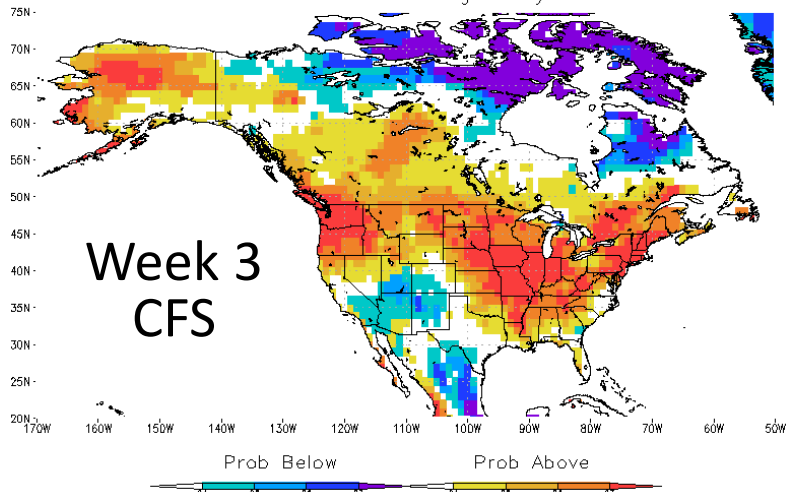 75N
70N
65N
60N
55N
50N
45N
40N
35N
30N
25N
20N
Week 3
CFS
170W 160W 150W 140W 130W 120W 110W 100W 90W 80W 70W 60W 50W
Prob Below Prob Above